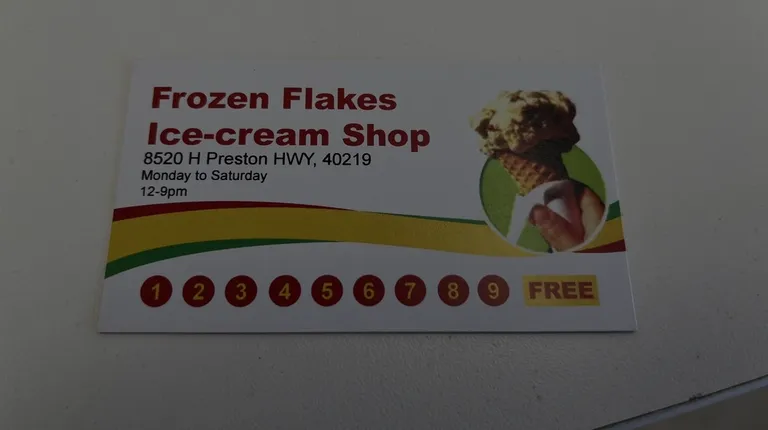 Frozen Flakes
Ice-cream Shop
8520 H Preston HWY, 40219
Monday to Saturday
12-9pm
1 2 3 4 5 6 7 8 9 FREE